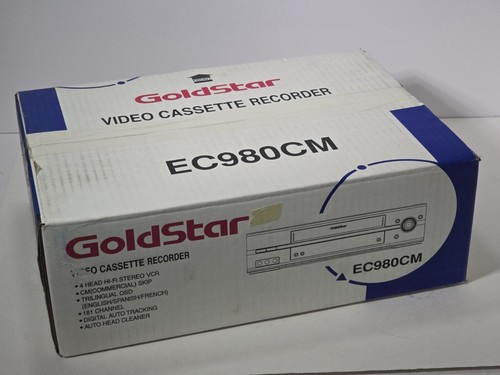 GoldStar
VIDEO CASSETTE RECORDER
EC980CM
GoldStar
VIDEO CASSETTE RECORDER
• 4 HEAD Hi-Fi STEREO VCR
• CM(COMMERCIAL) SKIP
• TRILINGUAL OSD
(ENGLISH/SPANISH/FRENCH)
• 181 CHANNEL
• DIGITAL AUTO TRACKING
• AUTO HEAD CLEANER
EC980CM